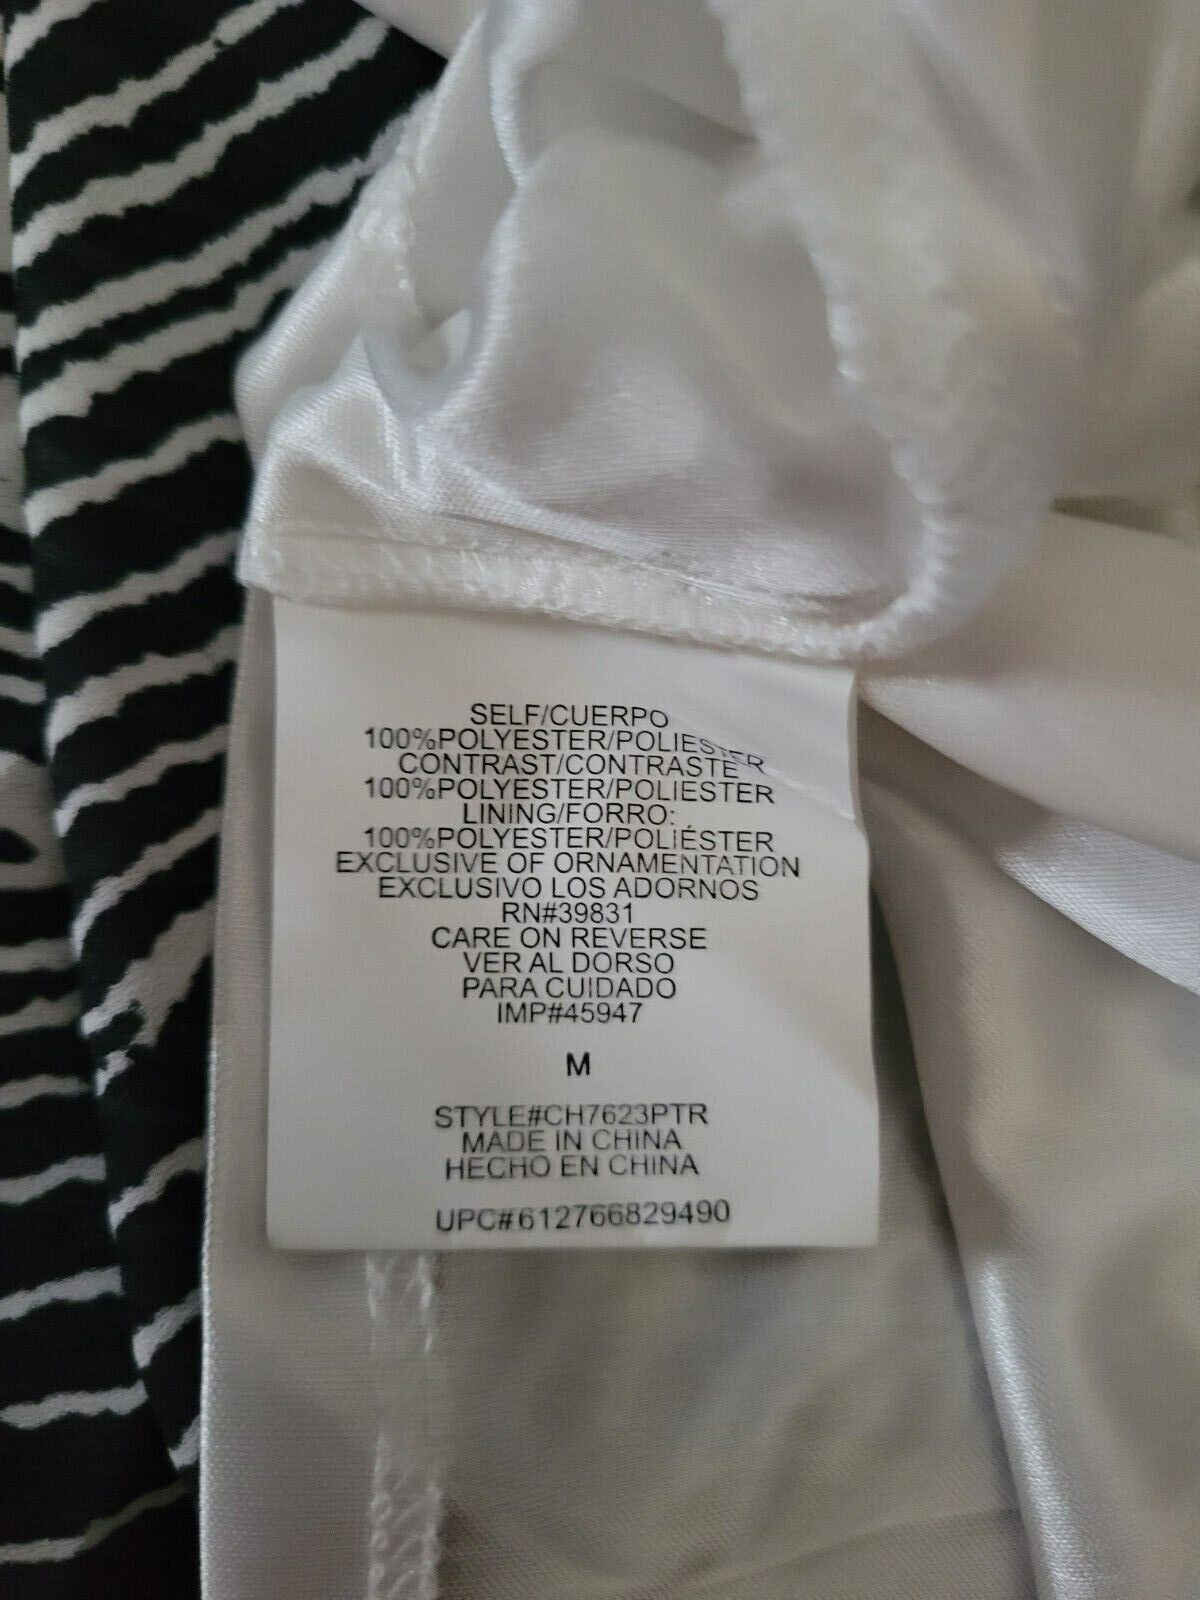 SELF/CUERPO
100%POLYESTER/POLIESTER
CONTRAST/CONTRASTE
100%POLYESTER/POLIESTER
LINING/FORRO:
100%POLYESTER/POLIÉSTER
EXCLUSIVE OF ORNAMENTATION
EXCLUSIVO LOS ADORNOS
RN#39831
CARE ON REVERSE
VER AL DORSO
PARA CUIDADO
IMP#45947
M
STYLE#CH7623PTR
MADE IN CHINA
HECHO EN CHINA
UPC#612766829490